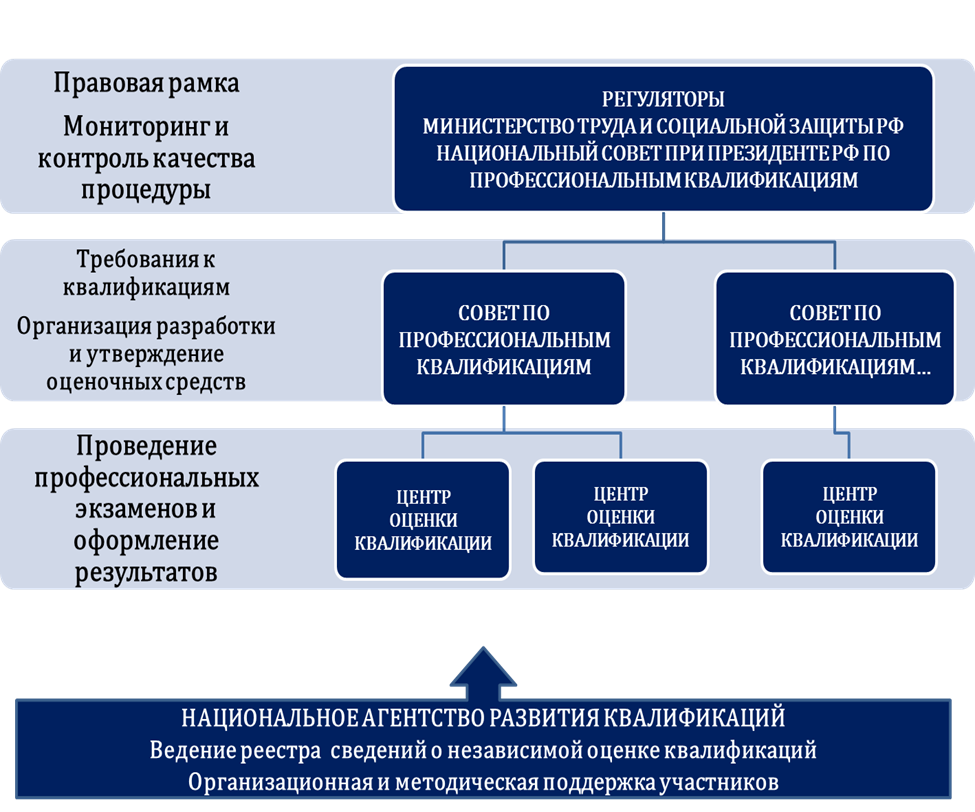 Правовая рамка
Мониторинг и
контроль качества
процедуры
РЕГУЛЯТОРЫ
МИНИСТЕРСТВО ТРУДА И СОЦИАЛЬНОЙ ЗАЩИТЫ РФ
НАЦИОНАЛЬНЫЙ СОВЕТ ПРИ ПРЕЗИДЕНТЕ РФ ПО
ПРОФЕССИОНАЛЬНЫМ КВАЛИФИКАЦИЯМ
Требования к
квалификациям
Организация разработки
и утверждение
оценочных средств
СОВЕТ ПО
ПРОФЕССИОНАЛЬНЫМ
КВАЛИФИКАЦИЯМ
СОВЕТ ПО
ПРОФЕССИОНАЛЬНЫМ
КВАЛИФИКАЦИЯМ...
Проведение
профессиональных
экзаменов и
оформление
результатов
ЦЕНТР
ОЦЕНКИ
КВАЛИФИКАЦИИ
ЦЕНТР
ОЦЕНКИ
КВАЛИФИКАЦИИ
ЦЕНТР
ОЦЕНКИ
КВАЛИФИКАЦИИ
НАЦИОНАЛЬНОЕ АГЕНТСТВО РАЗВИТИЯ КВАЛИФИКАЦИЙ
Ведение реестра сведений о независимой оценке квалификаций
Организационная и методическая поддержка участников